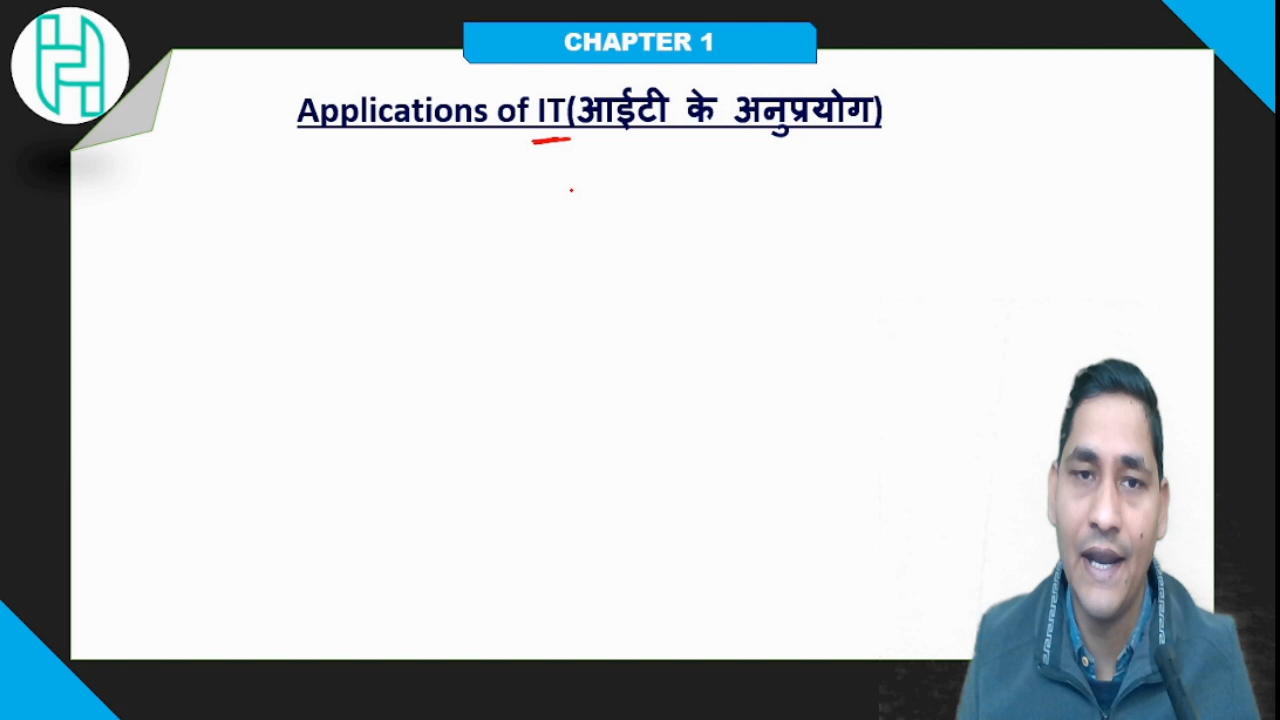 CHAPTER 1
Applications of IT(आईटी के अनुप्रयोग)